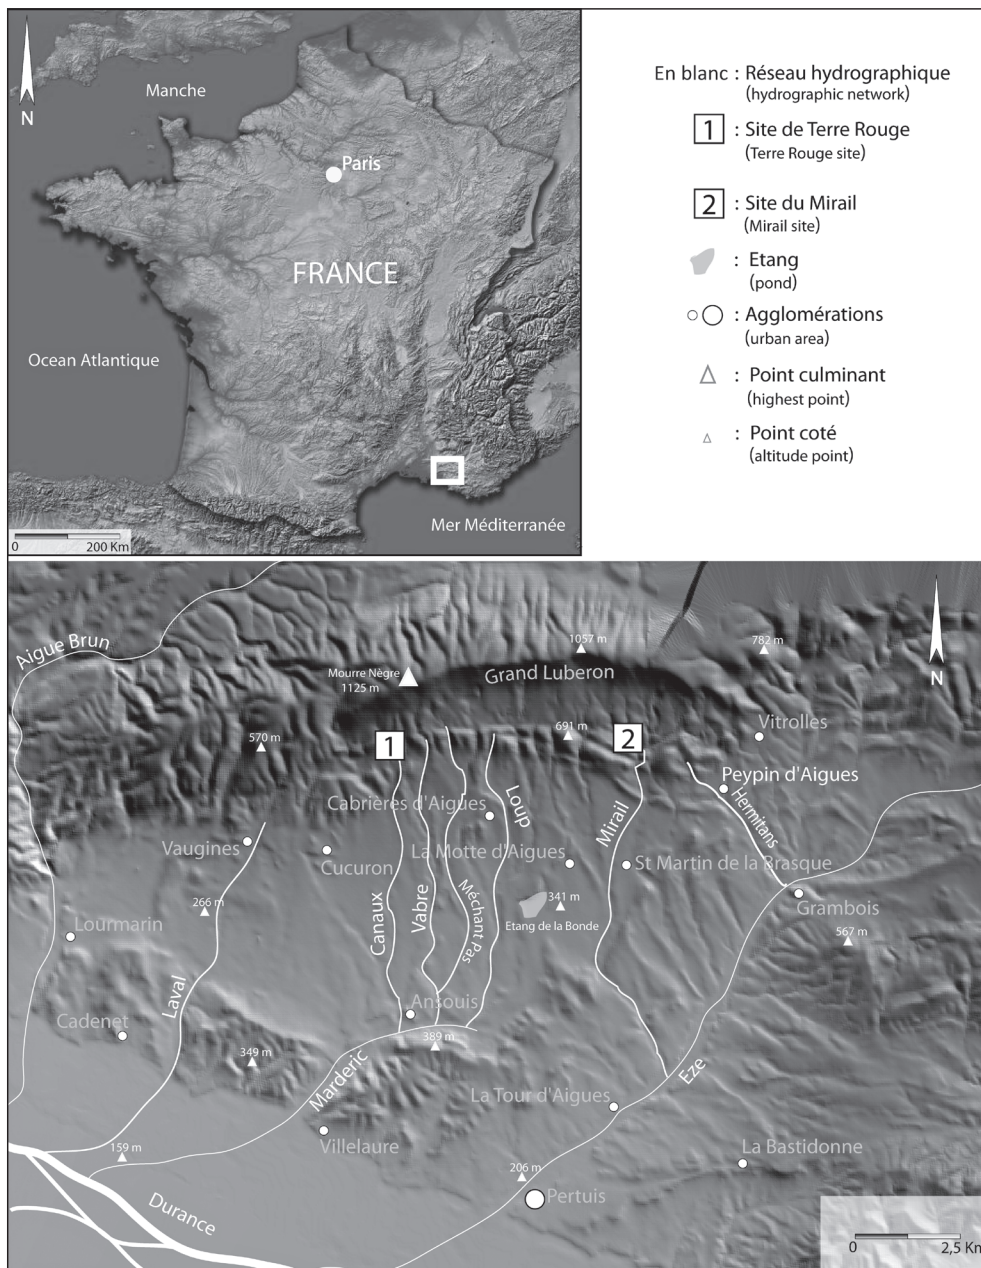 N
Manche
Paris
FRANCE
Ocean Atlantique
Mer Méditerranée
0 200 Km
En blanc : Réseau hydrographique
(hydrographic network)
1 : Site de Terre Rouge
(Terre Rouge site)
2 : Site du Mirail
(Mirail site)
: Etang
(pond)
: Agglomérations
(urban area)
: Point culminant
(highest point)
: Point coté
(altitude point)
Aigue Brun
1057 m
782 m
Mourre Nègre
1125 m
Grand Luberon
N
570 m
1
691 m
2
Vitrolles
Peypin d'Aigues
Hermitans
Cabrières d'Aigues
Loup
Mirail
Vaugines
Cucuron
La Motte d'Aigues
St Martin de la Brasque
266 m
Canaux
Vabre
Méchant Pas
341 m
Etang de la Bonde
Grambois
567 m
Lourmarin
Laval
Ansouis
Cadenet
389 m
349 m
Marderic
Eze
La Tour d'Aigues
Villelaure
159 m
La Bastidonne
206 m
Pertuis
Durance
0 2,5 Km